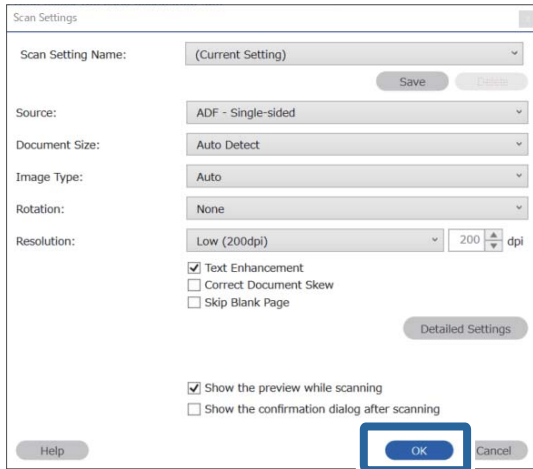 Scan Settings
Scan Setting Name: (Current Setting)
Save Delete
Source: ADF - Single-sided
Document Size: Auto Detect
Image Type: Auto
Rotation: None
Resolution: Low (200dpi) 200 dpi
Text Enhancement
Correct Document Skew
Skip Blank Page
Detailed Settings
Show the preview while scanning
Show the confirmation dialog after scanning
Help OK Cancel